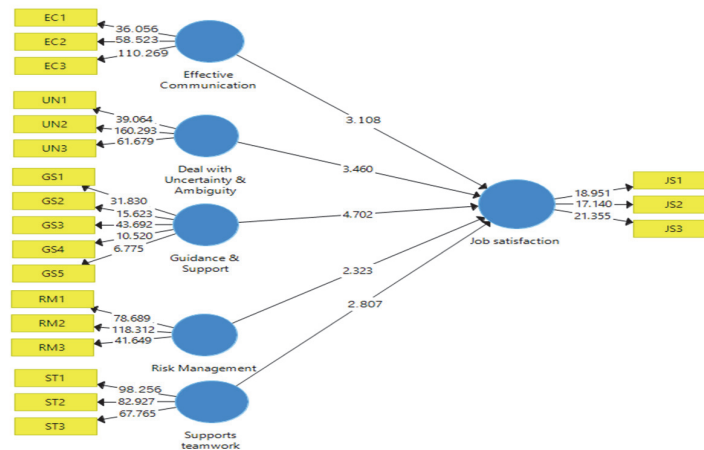 EC1
36.056
EC2
58.523
EC3
110.269
Effective
Communication
3.108
UN1
39.064
UN2
160.293
UN3
61.679
Deal with
Uncertainty &
Ambiguity
3.460
GS1
31.830
GS2
15.623
GS3
43.692
GS4
10.520
GS5
6.775
Guidance &
Support
4.702
RM1
78.689
RM2
118.312
RM3
41.649
Risk Management
2.323
ST1
98.256
ST2
82.927
ST3
67.765
Supports
teamwork
2.807
Job satisfaction
18.951
JS1
17.140
JS2
21.355
JS3